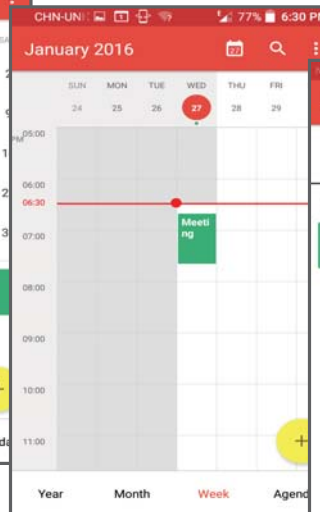 CHN-UNI 77% 6:30 PM
January 2016 27
SUN MON TUE WED THU FRI
24 25 26 27 28 29
PM 05:00
06:00
06:30
Meeti
ng
07:00
08:00
09:00
10:00
11:00
Year Month Week Agend